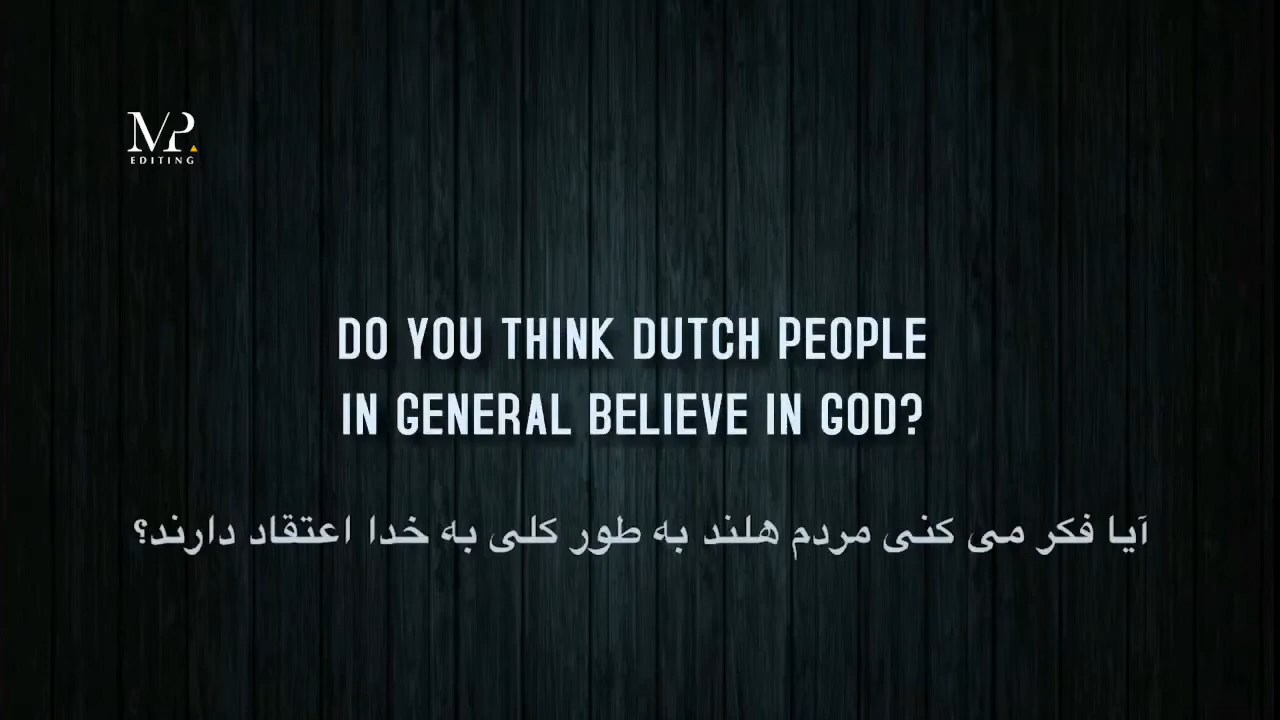 MP.
EDITING
DO YOU THINK DUTCH PEOPLE
IN GENERAL BELIEVE IN GOD?
آیا فکر می کنی مردم هلند به طور کلی به خدا اعتقاد دارند؟